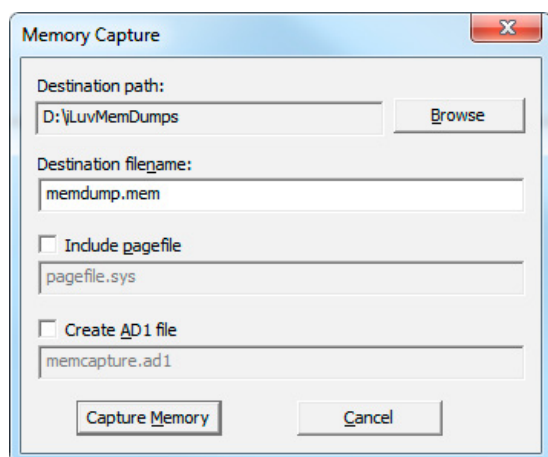 Memory Capture
Destination path:
D:\iLuvMemDumps
Browse
Destination filename:
memdump.mem
Include pagefile
pagefile.sys
Create AD1 file
memcapture.ad1
Capture Memory
Cancel